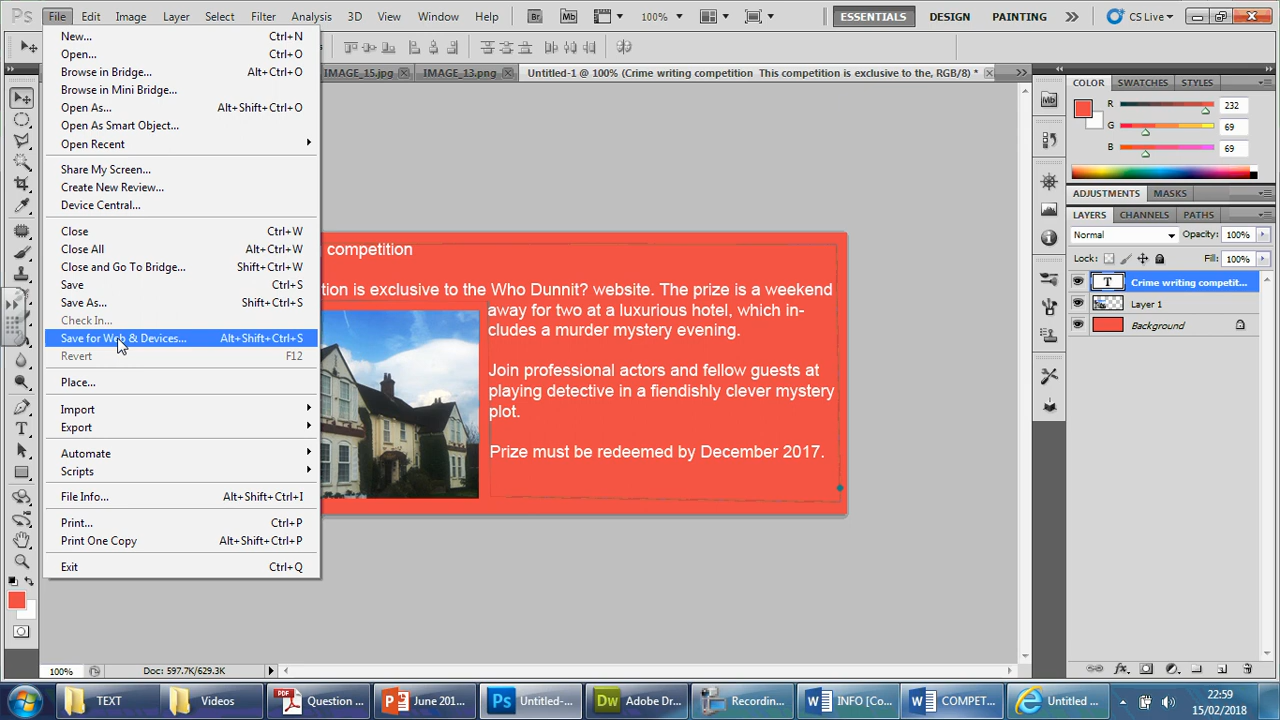 Ps File Edit Image Layer Select Filter Analysis 3D View Window Help Br Mb 100% ESSENTIALS DESIGN PAINTING CS Live
New... Ctrl+N
Open... Ctrl+O
Browse in Bridge... Alt+Ctrl+O
Browse in Mini Bridge...
Open As... Alt+Shift+Ctrl+O
Open As Smart Object...
Open Recent
Share My Screen...
Create New Review...
Device Central...
Close Ctrl+W
Close All Alt+Ctrl+W
Close and Go To Bridge... Shift+Ctrl+W
Save Ctrl+S
Save As... Shift+Ctrl+S
Check In...
Save for Web & Devices... Alt+Shift+Ctrl+S
Revert F12
Place...
Import
Export
Automate
Scripts
File Info... Alt+Shift+Ctrl+I
Print... Ctrl+P
Print One Copy Alt+Shift+Ctrl+P
Exit Ctrl+Q
IMAGE_15.jpg IMAGE_13.png Untitled-1 @ 100% (Crime writing competition This competition is exclusive to the, RGB/8) *
competition
tion is exclusive to the Who Dunnit? website. The prize is a weekend
away for two at a luxurious hotel, which in-
cludes a murder mystery evening.
Join professional actors and fellow guests at
playing detective in a fiendishly clever mystery
plot.
Prize must be redeemed by December 2017.
COLOR SWATCHES STYLES
R 232
G 69
B 69
ADJUSTMENTS MASKS
LAYERS CHANNELS PATHS
Normal Opacity: 100%
Lock: Fill: 100%
T Crime writing competit...
Layer 1
Background
100% Doc: 597.7K/629.3K
TEXT Videos Question ... June 201... Untitled-... Adobe Dr... Recordin... INFO [Co... COMPET... Untitled ...
22:59
15/02/2018